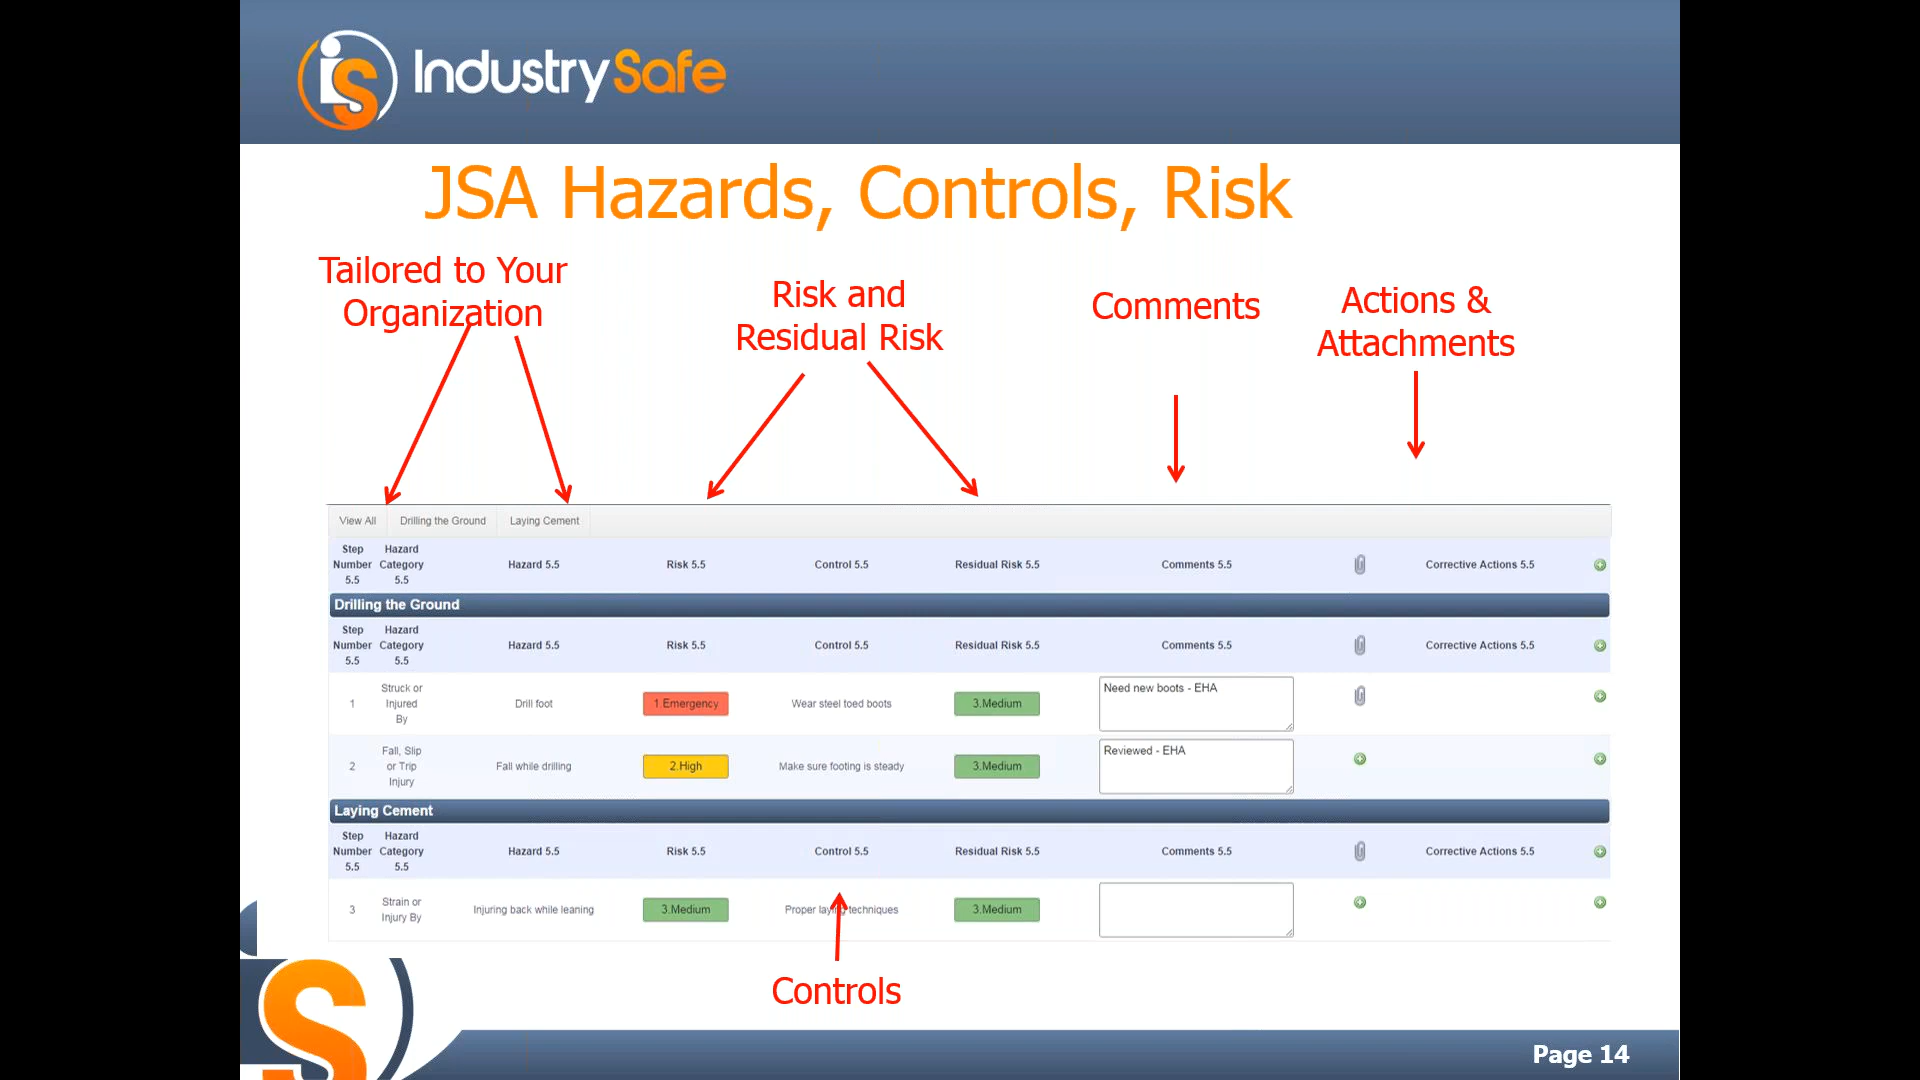 IndustrySafe
JSA Hazards, Controls, Risk
Tailored to Your
Organization
Risk and
Residual Risk
Comments
Actions &
Attachments
View All Drilling the Ground Laying Cement
Step Number 5.5 Hazard Category 5.5 Hazard 5.5 Risk 5.5 Control 5.5 Residual Risk 5.5 Comments 5.5 Corrective Actions 5.5
Drilling the Ground
Step Number 5.5 Hazard Category 5.5 Hazard 5.5 Risk 5.5 Control 5.5 Residual Risk 5.5 Comments 5.5 Corrective Actions 5.5
1 Struck or Injured By Drill foot 1.Emergency Wear steel toed boots 3.Medium Need new boots - EHA
2 Fall, Slip or Trip Injury Fall while drilling 2.High Make sure footing is steady 3.Medium Reviewed - EHA
Laying Cement
Step Number 5.5 Hazard Category 5.5 Hazard 5.5 Risk 5.5 Control 5.5 Residual Risk 5.5 Comments 5.5 Corrective Actions 5.5
3 Strain or Injury By Injuring back while leaning 3.Medium Proper laying techniques 3.Medium
Controls
Page 14